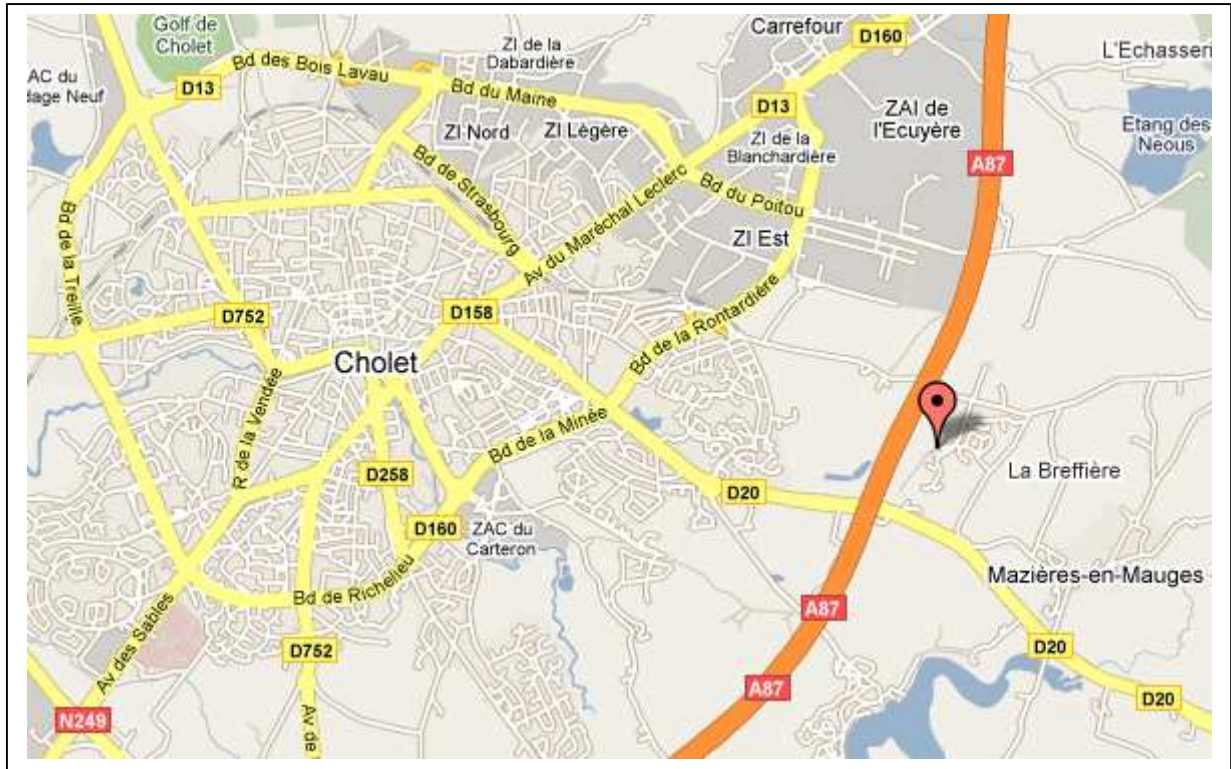 Golf de
Cholet
ZI de la
Dabardière
Carrefour
D160
L'Echasseri
AC du
dage Neuf
D13
Bd des Bois Lavau
Bd du Maine
D13
ZAI de
l'Ecuyère
Etang des
Neous
ZI Nord
ZI Lègère
ZI de la
Blanchardière
A87
Bd de Strasbourg
Bd du Poitou
Bd de la Treille
Av du Maréchal Leclerc
ZI Est
D752
D158
Bd de la Rontardière
Cholet
R de la Vendée
Bd de la Minée
La Breffière
D258
D20
D160
ZAC du
Carteron
Mazières-en-Mauges
Bd de Richelieu
A87
Av des Sables
D752
D20
A87
D20
N249
Av de